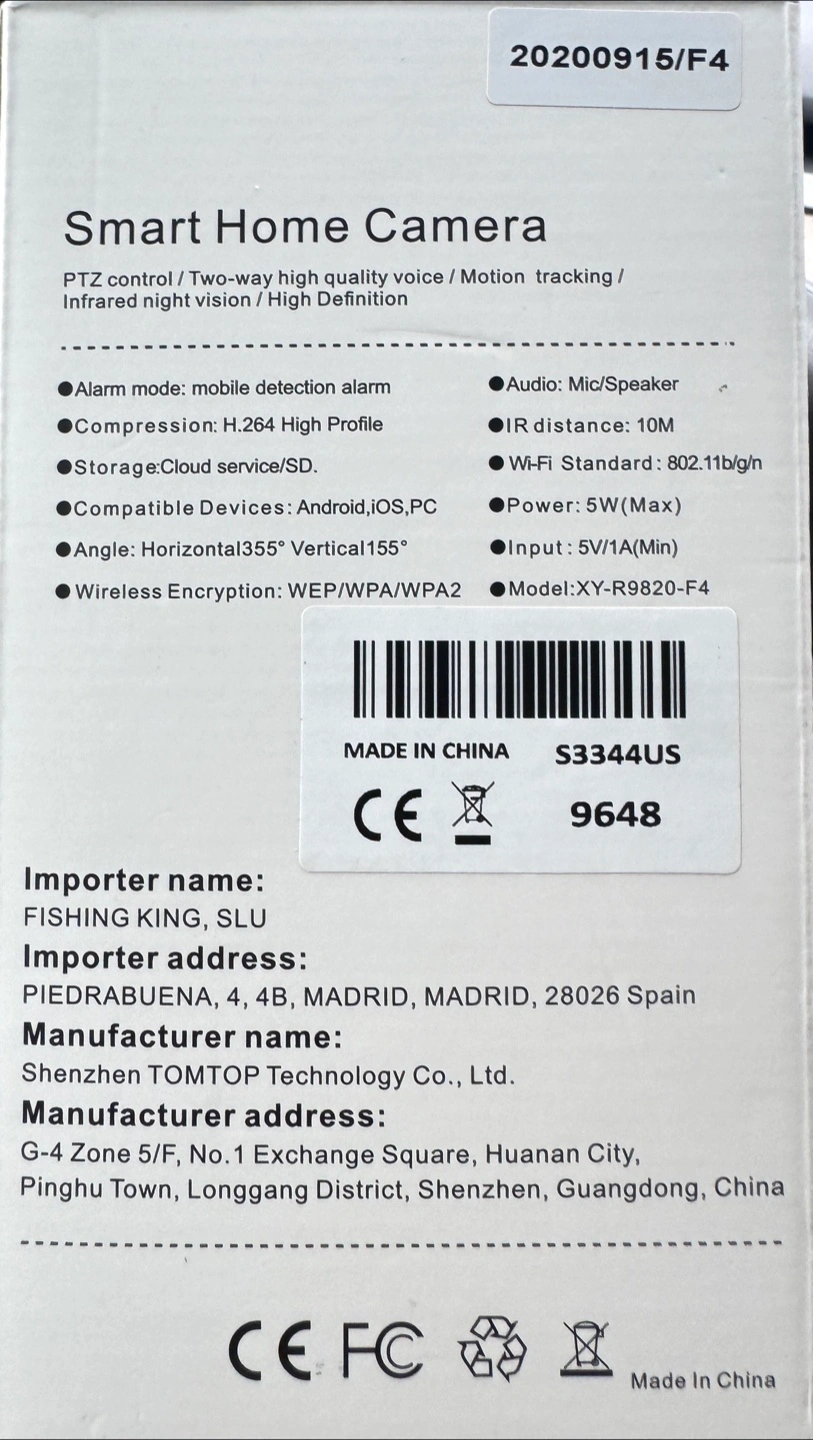 20200915/F4
Smart Home Camera
PTZ control / Two-way high quality voice / Motion tracking /
Infrared night vision / High Definition
●Alarm mode: mobile detection alarm
●Compression: H.264 High Profile
●Storage:Cloud service/SD.
●Compatible Devices: Android,iOS,PC
●Angle: Horizontal355° Vertical155°
●Wireless Encryption: WEP/WPA/WPA2
●Audio: Mic/Speaker
●IR distance: 10M
●Wi-Fi Standard: 802.11b/g/n
●Power: 5W(Max)
●Input: 5V/1A(Min)
●Model:XY-R9820-F4
MADE IN CHINA S3344US
CE 9648
Importer name:
FISHING KING, SLU
Importer address:
PIEDRABUENA, 4, 4B, MADRID, MADRID, 28026 Spain
Manufacturer name:
Shenzhen TOMTOP Technology Co., Ltd.
Manufacturer address:
G-4 Zone 5/F, No.1 Exchange Square, Huanan City,
Pinghu Town, Longgang District, Shenzhen, Guangdong, China
CE FC Made In China